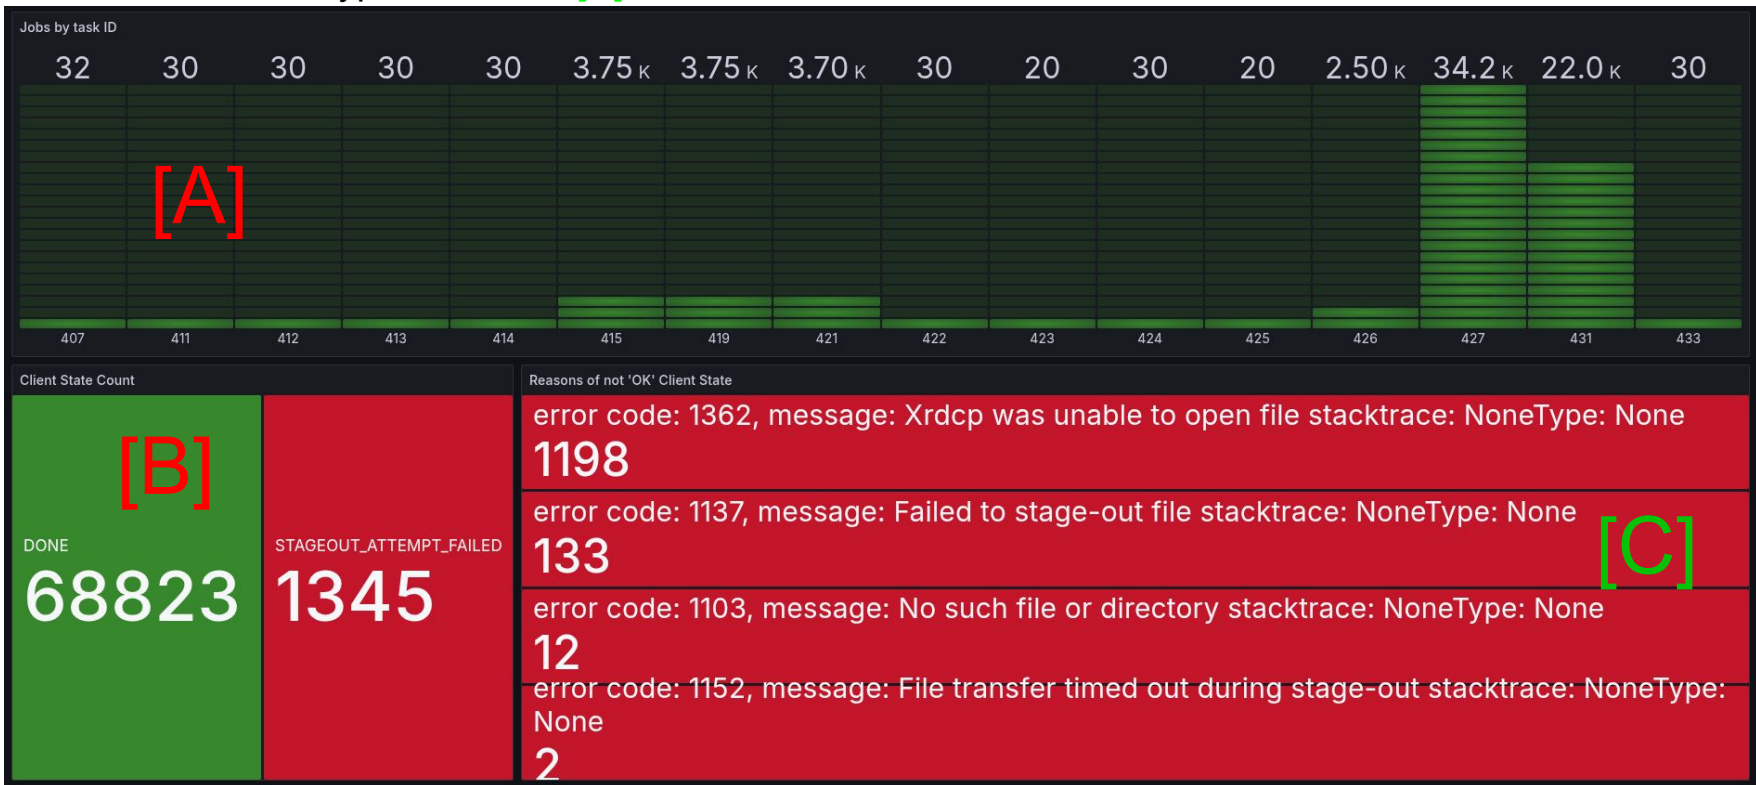 Jobs by task ID
32 30 30 30 30 3.75 K 3.75 K 3.70 K 30 20 30 20 2.50 K 34.2 K 22.0 K 30
[A]
407 411 412 413 414 415 419 421 422 423 424 425 426 427 431 433
Client State Count
[B]
DONE
68823
STAGEOUT_ATTEMPT_FAILED
1345
Reasons of not 'OK' Client State
error code: 1362, message: Xrdcp was unable to open file stacktrace: NoneType: None
1198
error code: 1137, message: Failed to stage-out file stacktrace: NoneType: None
133
[C]
error code: 1103, message: No such file or directory stacktrace: NoneType: None
12
error code: 1152, message: File transfer timed out during stage-out stacktrace: NoneType:
None
2